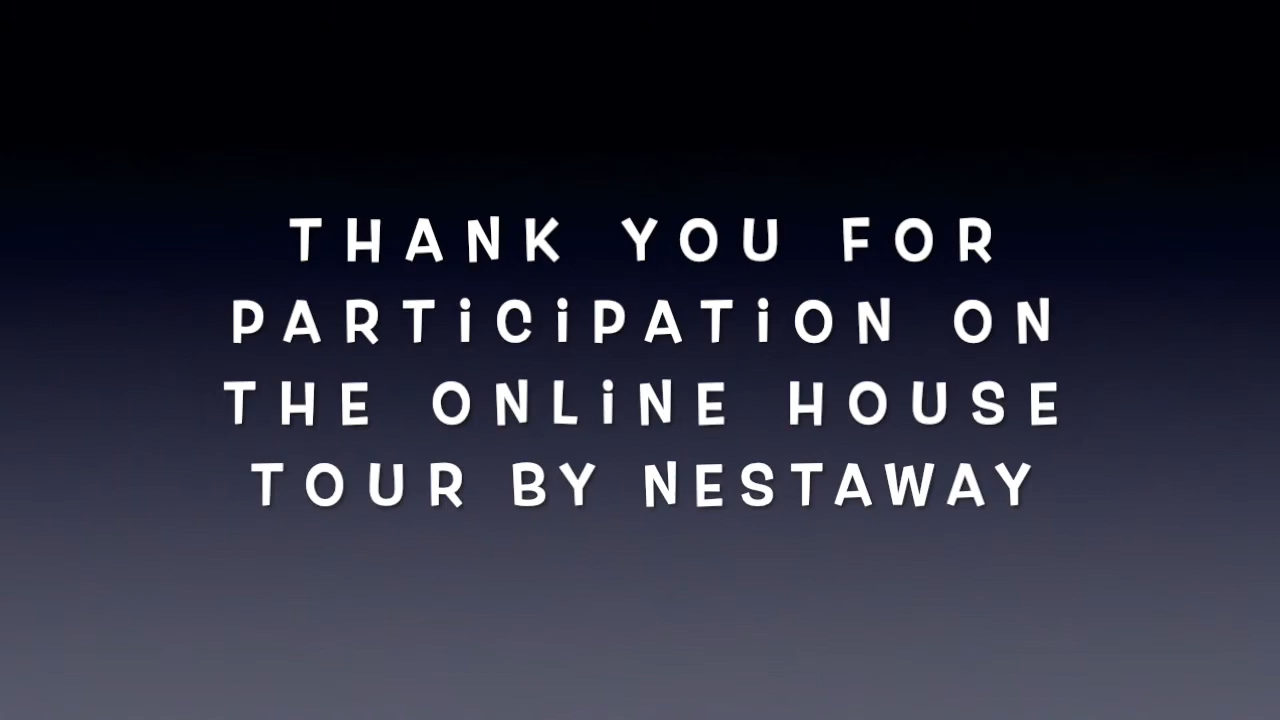 THANK YOU FOR
PARTiCiPATiON ON
THE ONLiNE HOUSE
TOUR BY NESTAWAY